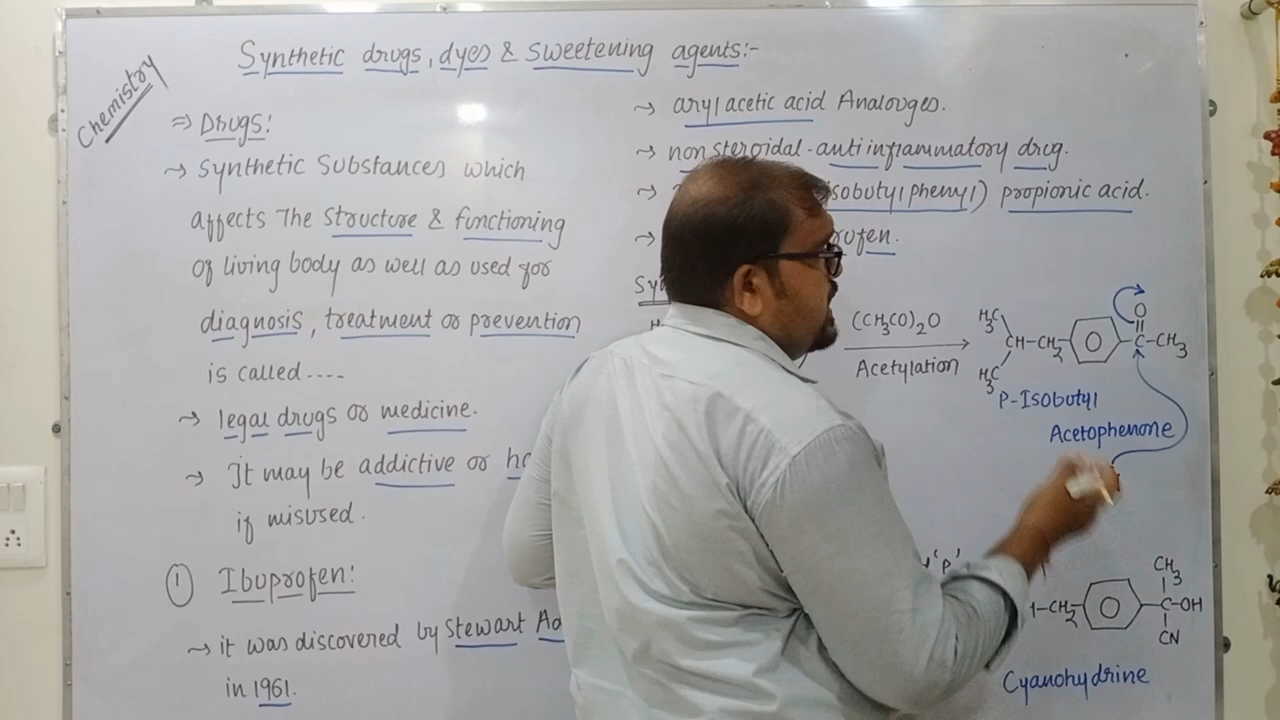 Chemistry
Synthetic drugs, dyes & sweetening agents:-
⇒ Drugs:
~> synthetic substances which
affects the structure & functioning
of living body as well as used for
diagnosis, treatment or prevention
is called----
~> legal drugs or medicine.
~> It may be addictive or
if misused.
① Ibuprofen:
~> it was discovered by stewart
in 1961.
~> aryl acetic acid Analouges.
~> non steroidal-anti inflammatory drug.
isobutyl phenyl) propionic acid.
(CH3CO)2O
Acetylation
H3C
H3C
CH-CH2
O
C-CH3
P-Isobutyl
Acetophenone
'P'
-CH2
CH3
C-OH
CN
Cyanohydrine